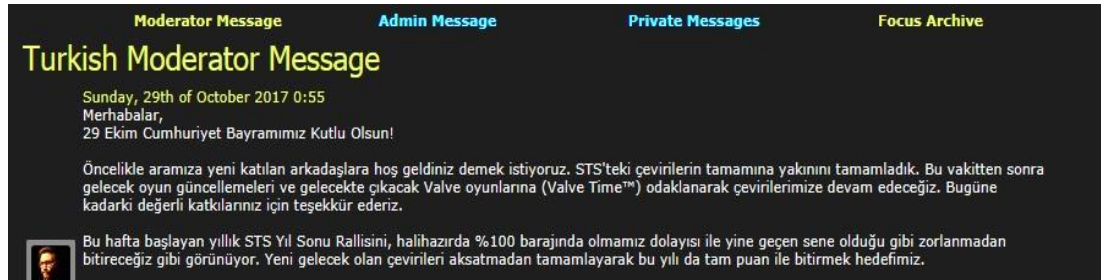 Moderator Message Admin Message Private Messages Focus Archive
Turkish Moderator Message
Sunday, 29th of October 2017 0:55
Merhabalar,
29 Ekim Cumhuriyet Bayramımız Kutlu Olsun!
Öncelikle aramıza yeni katılan arkadaşlara hoş geldiniz demek istiyoruz. STS'teki çevirilerin tamamına yakınını tamamladık. Bu vakitten sonra
gelecek oyun güncellemeleri ve gelecekte çıkacak Valve oyunlarına (Valve Time™) odaklanarak çevirilerimize devam edeceğiz. Bugüne
kadarki değerli katkılarınız için teşekkür ederiz.
Bu hafta başlayan yıllık STS Yıl Sonu Rallisini, halihazırda %100 barajında olmamız dolayısı ile yine geçen sene olduğu gibi zorlanmadan
bitireceğiz gibi görünüyor. Yeni gelecek olan çevirileri aksatmadan tamamlayarak bu yılı da tam puan ile bitirmek hedefimiz.